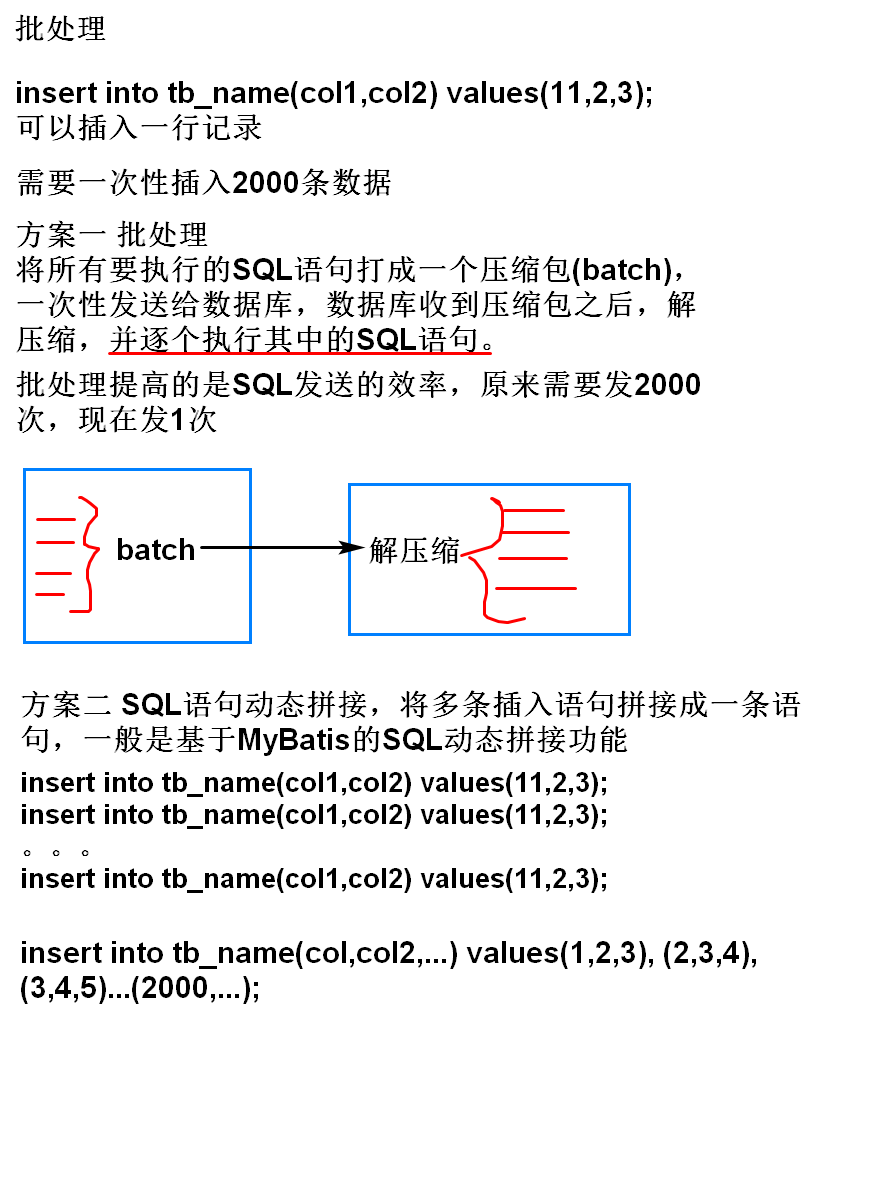 批处理
insert into tb_name(col1,col2) values(11,2,3);
可以插入一行记录
需要一次性插入2000条数据
方案一 批处理
将所有要执行的SQL语句打成一个压缩包(batch)，
一次性发送给数据库，数据库收到压缩包之后，解
压缩，并逐个执行其中的SQL语句。
批处理提高的是SQL发送的效率，原来需要发2000
次，现在发1次
batch
解压缩
方案二 SQL语句动态拼接，将多条插入语句拼接成一条语
句，一般是基于MyBatis的SQL动态拼接功能
insert into tb_name(col1,col2) values(11,2,3);
insert into tb_name(col1,col2) values(11,2,3);
。。。
insert into tb_name(col1,col2) values(11,2,3);
insert into tb_name(col,col2,...) values(1,2,3), (2,3,4),
(3,4,5)...(2000,...);